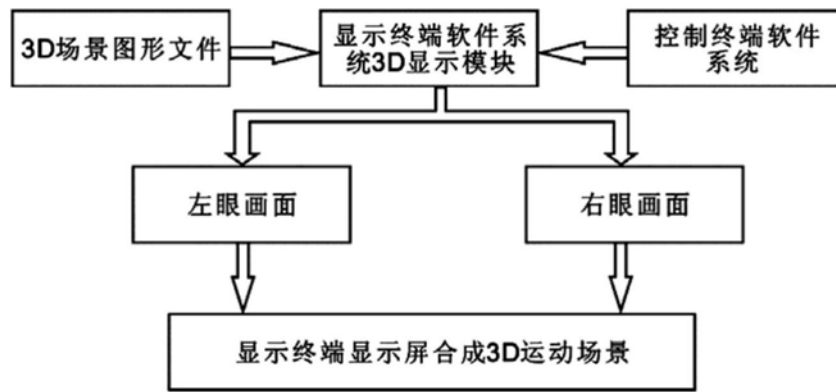 3D场景图形文件
显示终端软件系
统3D显示模块
控制终端软件
系统
左眼画面
右眼画面
显示终端显示屏合成3D运动场景